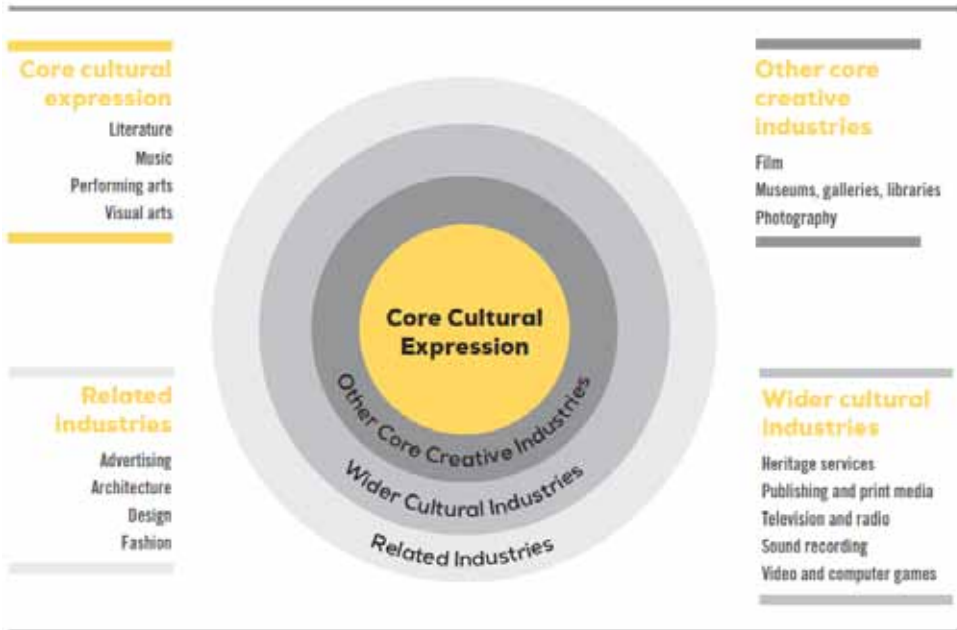 Core cultural
expression
Literature
Music
Performing arts
Visual arts
Other core
creative
industries
Film
Museums, galleries, libraries
Photography
Core Cultural
Expression
Other Core Creative Industries
Wider Cultural Industries
Related Industries
Related
industries
Advertising
Architecture
Design
Fashion
Wider cultural
industries
Heritage services
Publishing and print media
Television and radio
Sound recording
Video and computer games